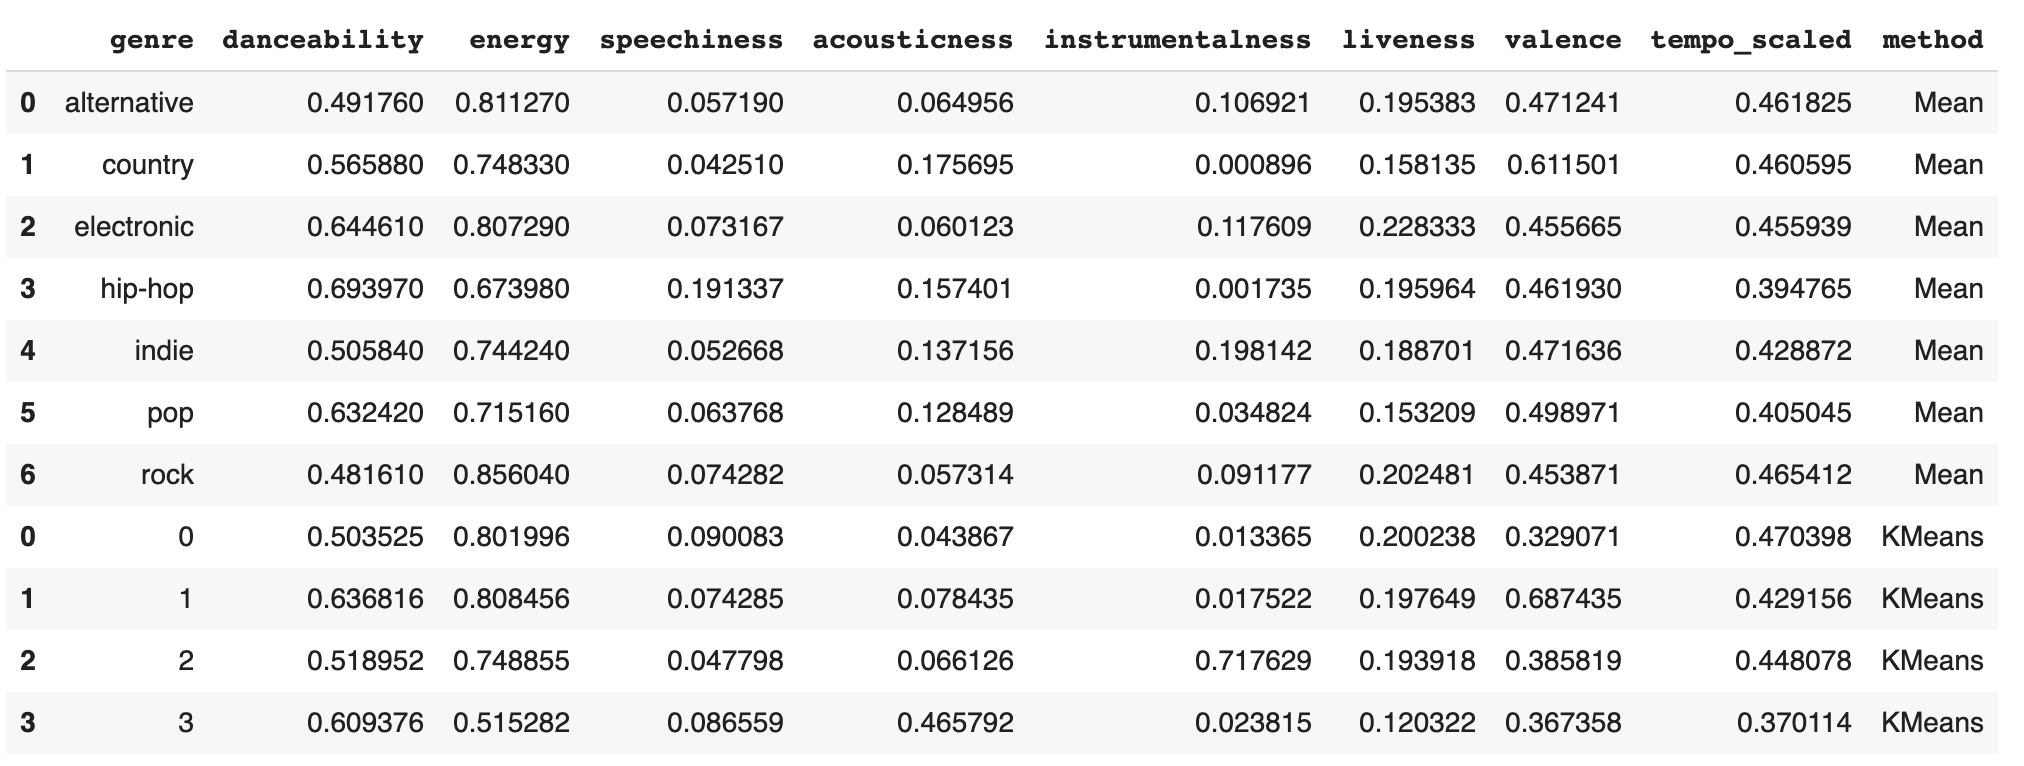 genre danceability energy speechiness acousticness instrumentalness liveness valence tempo_scaled method
0 alternative 0.491760 0.811270 0.057190 0.064956 0.106921 0.195383 0.471241 0.461825 Mean
1 country 0.565880 0.748330 0.042510 0.175695 0.000896 0.158135 0.611501 0.460595 Mean
2 electronic 0.644610 0.807290 0.073167 0.060123 0.117609 0.228333 0.455665 0.455939 Mean
3 hip-hop 0.693970 0.673980 0.191337 0.157401 0.001735 0.195964 0.461930 0.394765 Mean
4 indie 0.505840 0.744240 0.052668 0.137156 0.198142 0.188701 0.471636 0.428872 Mean
5 pop 0.632420 0.715160 0.063768 0.128489 0.034824 0.153209 0.498971 0.405045 Mean
6 rock 0.481610 0.856040 0.074282 0.057314 0.091177 0.202481 0.453871 0.465412 Mean
0 0 0.503525 0.801996 0.090083 0.043867 0.013365 0.200238 0.329071 0.470398 KMeans
1 1 0.636816 0.808456 0.074285 0.078435 0.017522 0.197649 0.687435 0.429156 KMeans
2 2 0.518952 0.748855 0.047798 0.066126 0.717629 0.193918 0.385819 0.448078 KMeans
3 3 0.609376 0.515282 0.086559 0.465792 0.023815 0.120322 0.367358 0.370114 KMeans